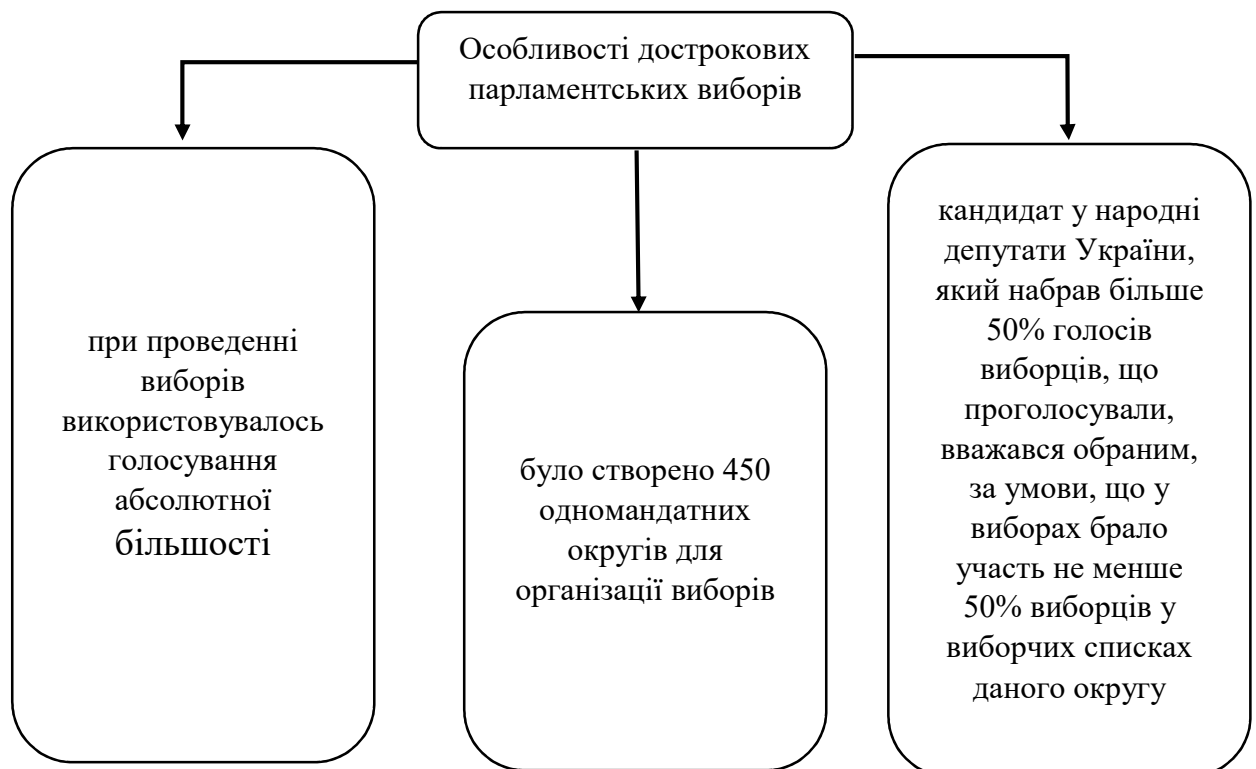 Особливості дострокових
парламентських виборів
при проведенні
виборів
використовувалось
голосування
абсолютної
більшості
було створено 450
одномандатних
округів для
організації виборів
кандидат у народні
депутати України,
який набрав більше
50% голосів
виборців, що
проголосували,
вважався обраним,
за умови, що у
виборах брало
участь не менше
50% виборців у
виборчих списках
даного округу